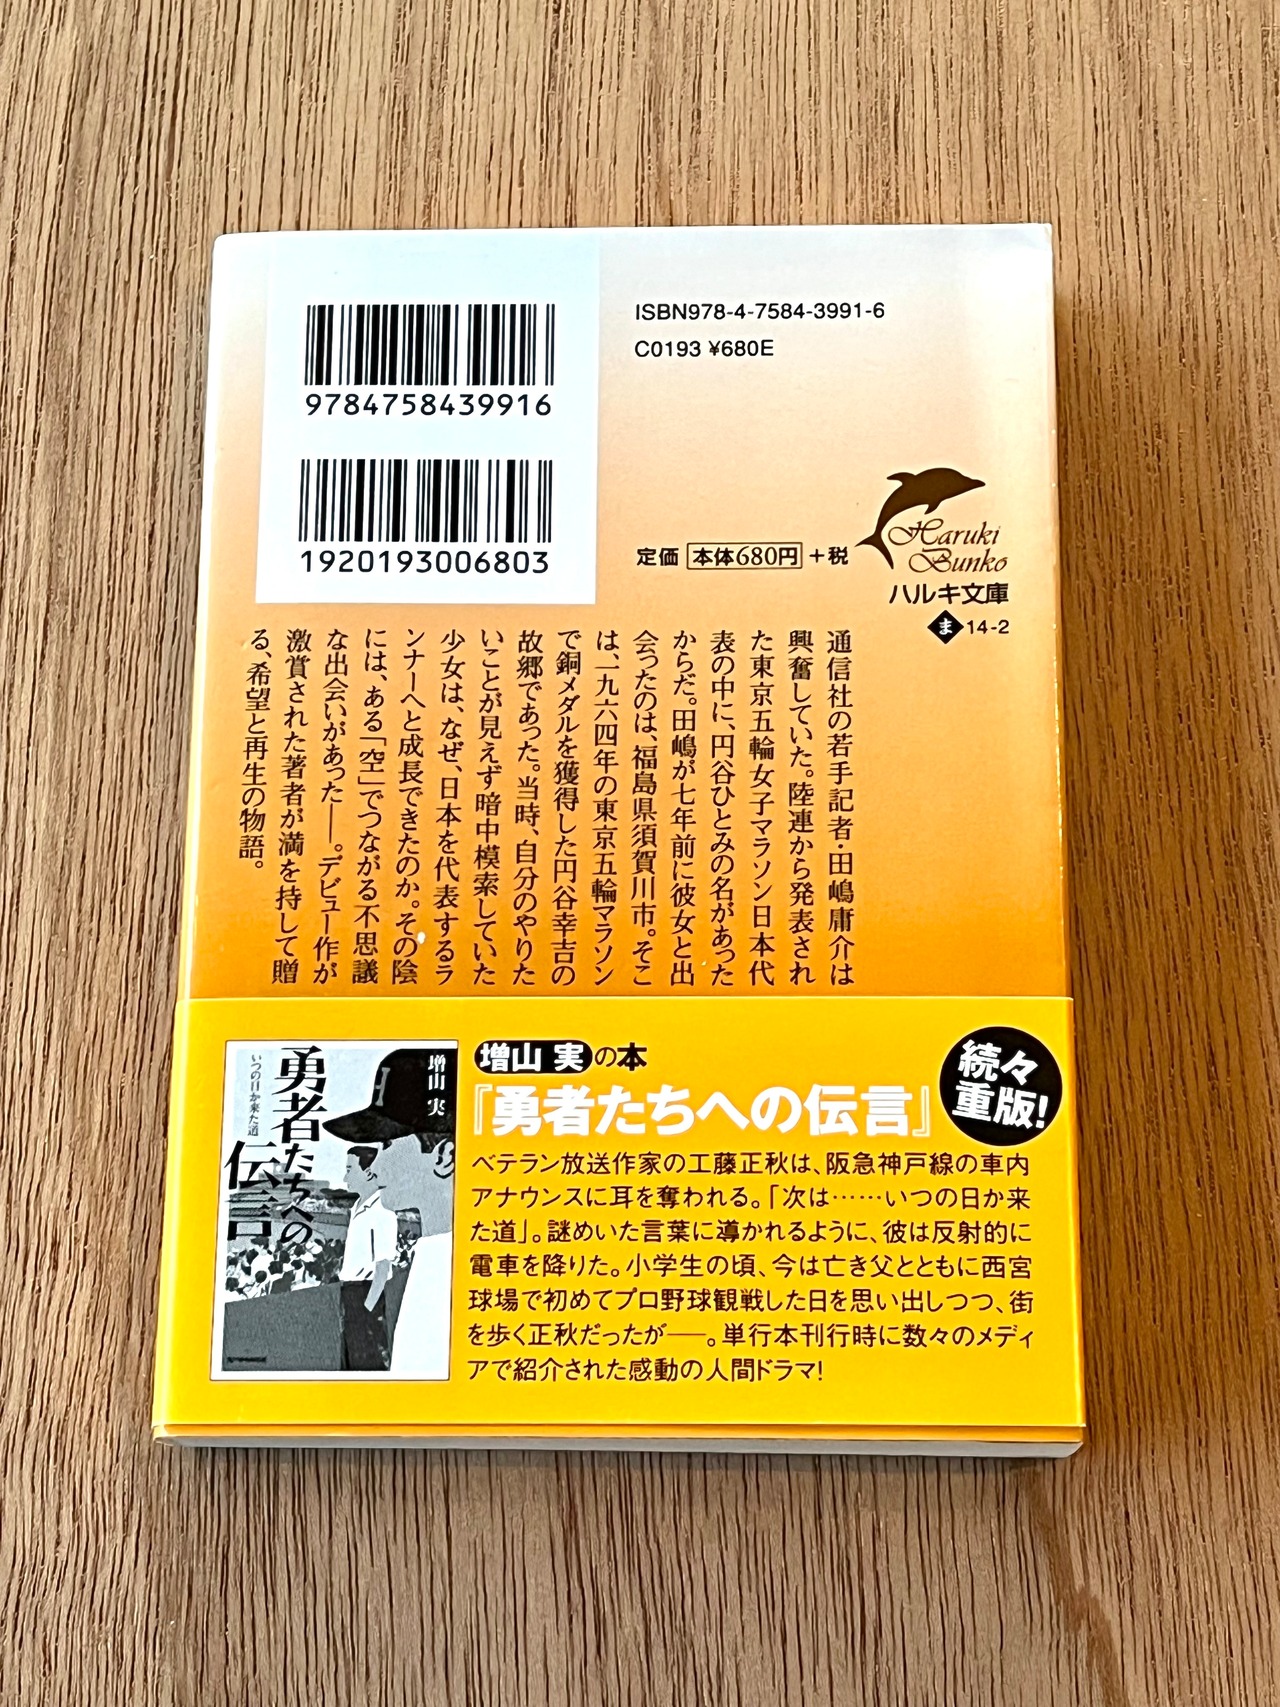 9784758439916
1920193006803
ISBN978-4-7584-3991-6
C0193 ¥680E
定価 本体680円 +税
Haruki
Bunko
ハルキ文庫
ま 14-2
通信社の若手記者・田嶋庸介は
興奮していた。陸連から発表され
た東京五輪女子マラソン日本代
表の中に、円谷ひとみの名があった
からだ。田嶋が七年前に彼女と出
会ったのは、福島県須賀川市。そこ
は、一九六四年の東京五輪マラソン
で銅メダルを獲得した円谷幸吉の
故郷であった。当時、自分のやりた
いことが見えず暗中模索していた
少女は、なぜ、日本を代表するラ
ンナーへと成長できたのか。その陰
には、ある「空」でつながる不思議
な出会いがあった――。デビュー作が
激賞された著者が満を持して贈
る、希望と再生の物語。
増山 実
勇者たちへの
伝言
いつの日か来た道
増山 実の本
『勇者たちへの伝言』
続々
重版!
ベテラン放送作家の工藤正秋は、阪急神戸線の車内
アナウンスに耳を奪われる。「次は……いつの日か来
た道」。謎めいた言葉に導かれるように、彼は反射的に
電車を降りた。小学生の頃、今は亡き父とともに西宮
球場で初めてプロ野球観戦した日を思い出しつつ、街
を歩く正秋だったが――。単行本刊行時に数々のメディ
アで紹介された感動の人間ドラマ!